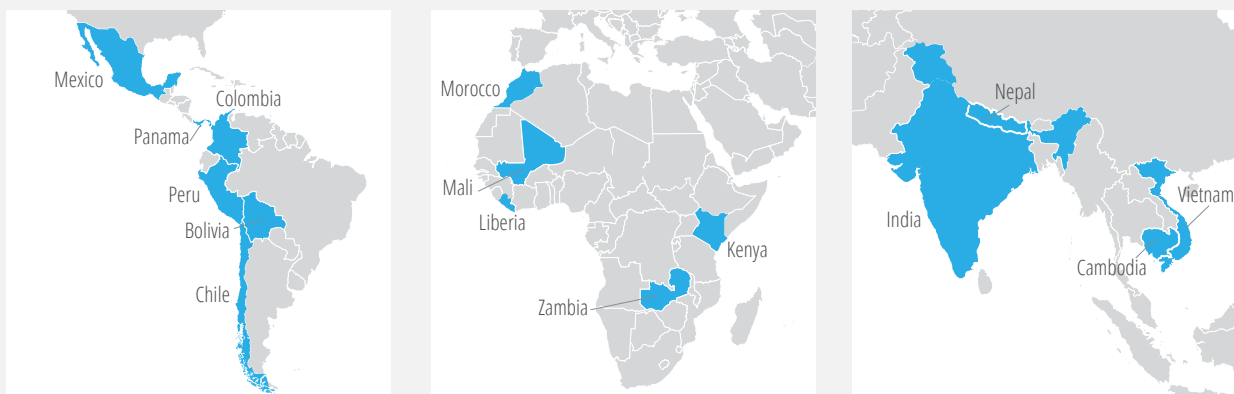 Mexico
Colombia
Panama
Peru
Bolivia
Chile
Morocco
Mali
Liberia
Kenya
Zambia
Nepal
India
Vietnam
Cambodia